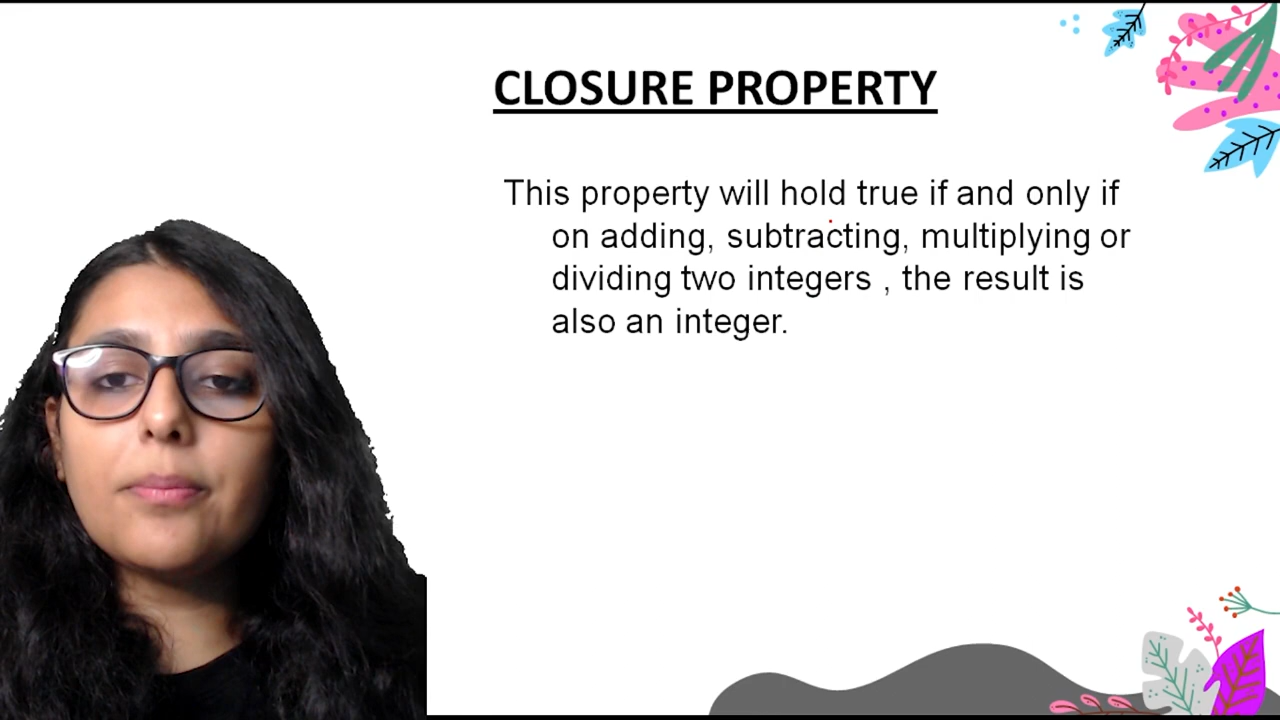 CLOSURE PROPERTY
This property will hold true if and only if
on adding, subtracting, multiplying or
dividing two integers , the result is
also an integer.